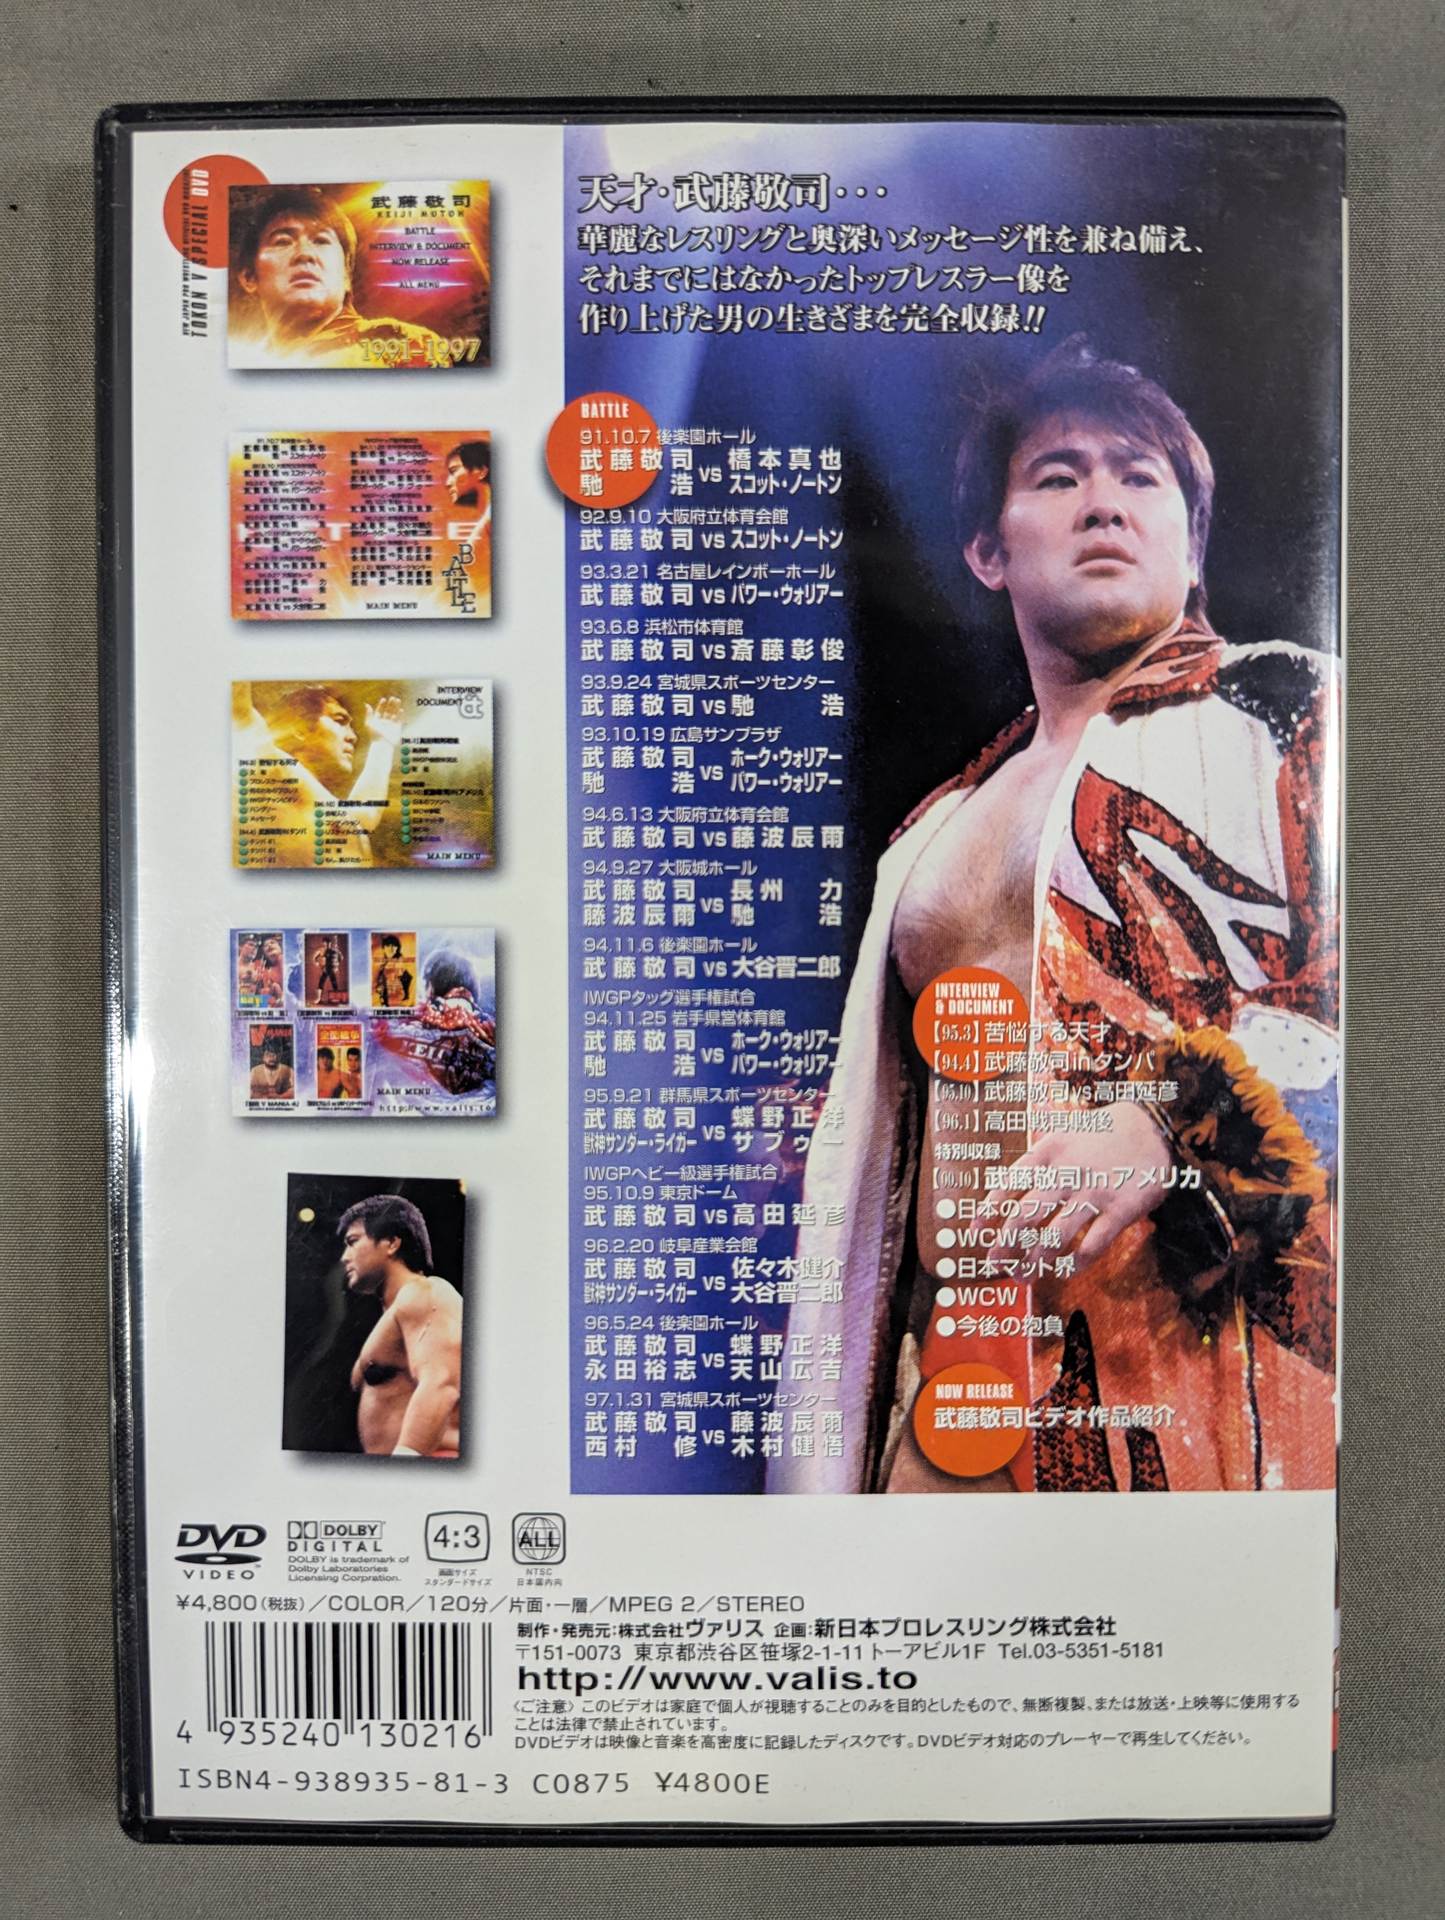 NEW JAPAN PRO WRESTLING
TOKON V SPECIAL DVD
武藤敬司
KEIJI MUTOH
BATTLE
INTERVIEW & DOCUMENT
NOW RELEASE
ALL MENU
1991-1997
BATTLE
MAIN MENU
INTERVIEW
DOCUMENT
&
MAIN MENU
MAIN MENU
http://www.valis.to
天才・武藤敬司・・・
華麗なレスリングと奥深いメッセージ性を兼ね備え、
それまでにはなかったトップレスラー像を
作り上げた男の生きざまを完全収録!!
BATTLE
91.10.7 後楽園ホール
武藤敬司 vs 橋本真也
馳 浩 スコット・ノートン
92.9.10 大阪府立体育会館
武藤敬司 vs スコット・ノートン
93.3.21 名古屋レインボーホール
武藤敬司 vs パワー・ウォリアー
93.6.8 浜松市体育館
武藤敬司 vs 斎藤彰俊
93.9.24 宮城県スポーツセンター
武藤敬司 vs 馳 浩
93.10.19 広島サンプラザ
武藤敬司 vs ホーク・ウォリアー
馳 浩 パワー・ウォリアー
94.6.13 大阪府立体育会館
武藤敬司 vs 藤波辰爾
94.9.27 大阪城ホール
武藤敬司 vs 長州 力
藤波辰爾 馳 浩
94.11.6 後楽園ホール
武藤敬司 vs 大谷晋二郎
IWGPタッグ選手権試合
94.11.25 岩手県営体育館
武藤敬司 vs ホーク・ウォリアー
馳 浩 パワー・ウォリアー
95.9.21 群馬県スポーツセンター
武藤敬司 vs 蝶野正洋
獣神サンダー・ライガー サブゥー
IWGPヘビー級選手権試合
95.10.9 東京ドーム
武藤敬司 vs 高田延彦
96.2.20 岐阜産業会館
武藤敬司 vs 佐々木健介
獣神サンダー・ライガー 大谷晋二郎
96.5.24 後楽園ホール
武藤敬司 vs 蝶野正洋
永田裕志 天山広吉
97.1.31 宮城県スポーツセンター
武藤敬司 vs 藤波辰爾
西村 修 木村健悟
INTERVIEW
& DOCUMENT
【95.3】苦悩する天才
【94.4】武藤敬司inタンパ
【95.10】武藤敬司vs高田延彦
【96.1】高田戦再戦後
特別収録
【00.10】武藤敬司inアメリカ
●日本のファンへ
●WCW参戦
●日本マット界
●WCW
●今後の抱負
NOW RELEASE
武藤敬司ビデオ作品紹介
DVD
VIDEO
DOLBY
DIGITAL
DOLBY is trademark of
Dolby Laboratories
Licensing Corpration.
4:3
画面サイズ
スタンダードサイズ
ALL
NTSC
日本国内向
¥4,800(税抜)／COLOR／120分／片面・一層／MPEG 2／STEREO
制作・発売元:株式会社ヴァリス 企画:新日本プロレスリング株式会社
〒151-0073 東京都渋谷区笹塚2-1-11 トーアビル1F Tel.03-5351-5181
http://www.valis.to
〈ご注意〉このビデオは家庭で個人が視聴することのみを目的としたもので、無断複製、または放送・上映等に使用する
ことは法律で禁止されています。
DVDビデオは映像と音楽を高密度に記録したディスクです。DVDビデオ対応のプレーヤーで再生してください。
4 935240 130216
ISBN4-938935-81-3 C0875 ¥4800E